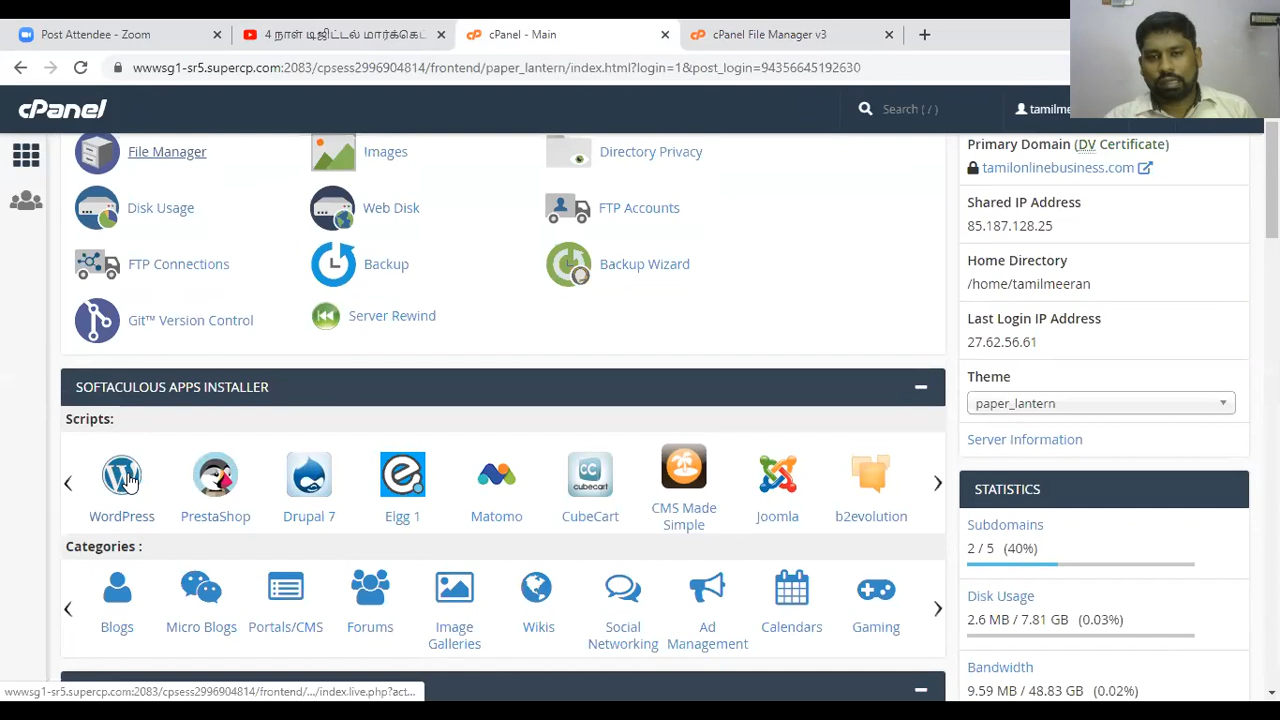 Post Attendee - Zoom
4 நாள் டிஜிட்டல் மார்க்கெட்
cPanel - Main
cPanel File Manager v3
wwwsg1-sr5.supercp.com:2083/cpsess2996904814/frontend/paper_lantern/index.html?login=1&post_login=94356645192630
cPanel
Search ( / )
tamilme
File Manager
Images
Directory Privacy
Primary Domain (DV Certificate)
tamilonlinebusiness.com
Disk Usage
Web Disk
FTP Accounts
Shared IP Address
85.187.128.25
FTP Connections
Backup
Backup Wizard
Home Directory
/home/tamilmeeran
Git™ Version Control
Server Rewind
Last Login IP Address
27.62.56.61
Theme
paper_lantern
Server Information
SOFTACULOUS APPS INSTALLER
Scripts:
WordPress
PrestaShop
Drupal 7
Elgg 1
Matomo
CubeCart
CMS Made
Simple
Joomla
b2evolution
Categories :
Blogs
Micro Blogs
Portals/CMS
Forums
Image
Galleries
Wikis
Social
Networking
Ad
Management
Calendars
Gaming
STATISTICS
Subdomains
2 / 5 (40%)
Disk Usage
2.6 MB / 7.81 GB (0.03%)
Bandwidth
9.59 MB / 48.83 GB (0.02%)
wwwsg1-sr5.supercp.com:2083/cpsess2996904814/frontend/.../index.live.php?act...